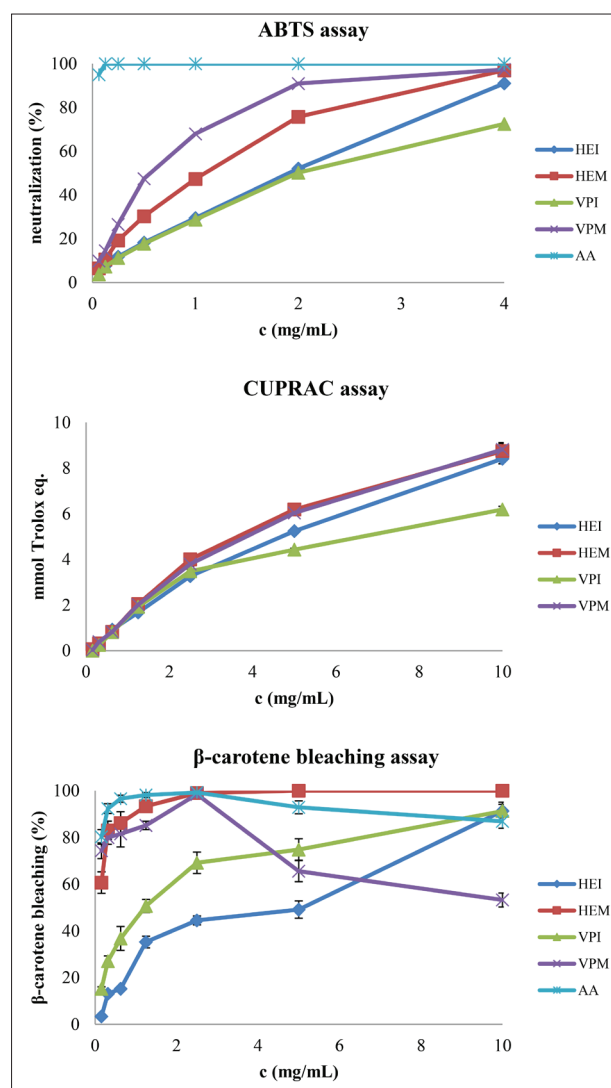 ABTS assay
100
80
60
40
20
0
neutralization (%)
0
1
2
3
4
c (mg/mL)
HEI
HEM
VPI
VPM
AA
CUPRAC assay
10
8
6
4
2
0
mmol Trolox eq.
0
2
4
6
8
10
c (mg/mL)
HEI
HEM
VPI
VPM
β-carotene bleaching assay
100
80
60
40
20
0
β-carotene bleaching (%)
0
2
4
6
8
10
c (mg/mL)
HEI
HEM
VPI
VPM
AA